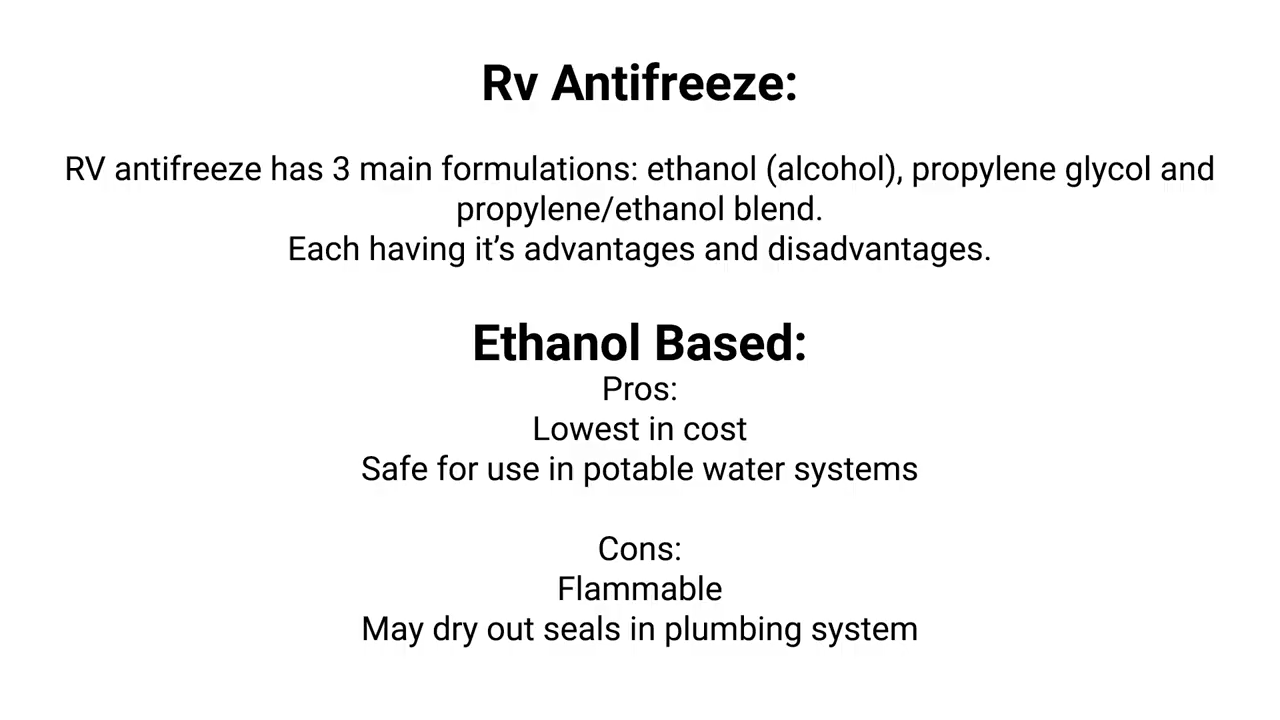 Rv Antifreeze:
RV antifreeze has 3 main formulations: ethanol (alcohol), propylene glycol and
propylene/ethanol blend.
Each having it’s advantages and disadvantages.
Ethanol Based:
Pros:
Lowest in cost
Safe for use in potable water systems
Cons:
Flammable
May dry out seals in plumbing system